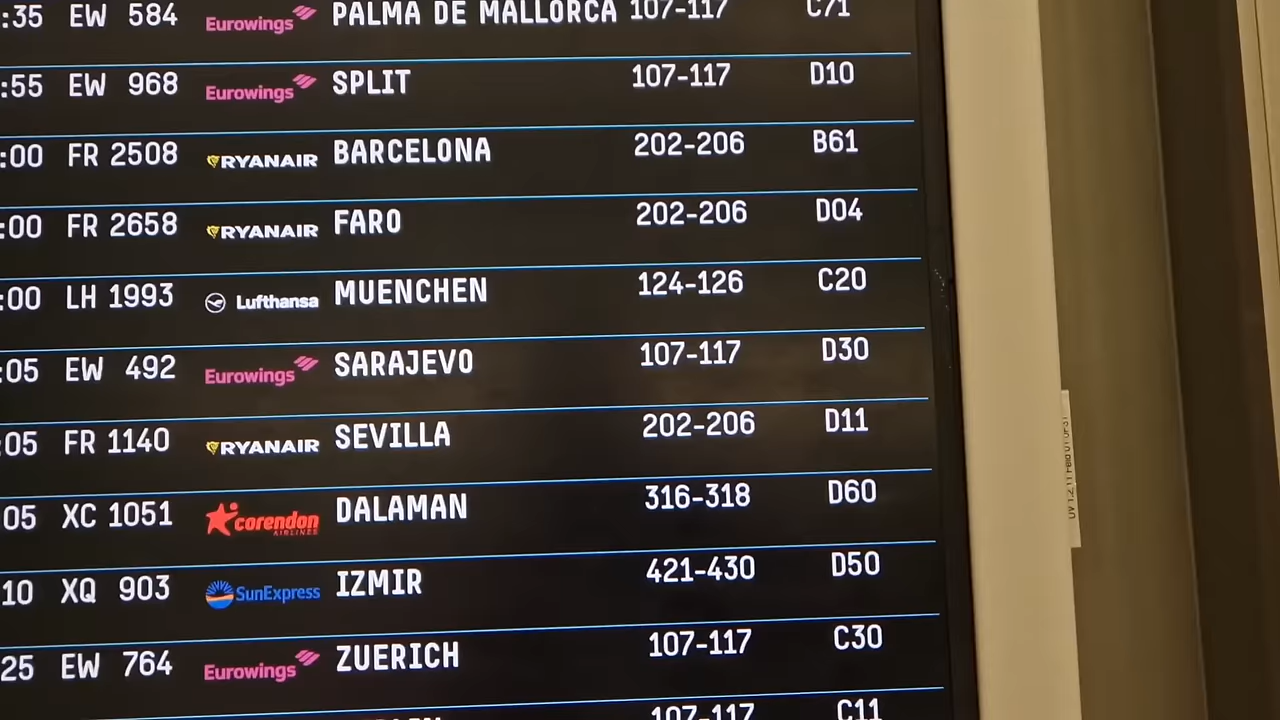 :35 EW 584 Eurowings PALMA DE MALLORCA 107-117 C71
:55 EW 968 Eurowings SPLIT 107-117 D10
:00 FR 2508 RYANAIR BARCELONA 202-206 B61
:00 FR 2658 RYANAIR FARO 202-206 D04
:00 LH 1993 Lufthansa MUENCHEN 124-126 C20
:05 EW 492 Eurowings SARAJEVO 107-117 D30
:05 FR 1140 RYANAIR SEVILLA 202-206 D11
05 XC 1051 corendon AIRLINES DALAMAN 316-318 D60
10 XQ 903 SunExpress IZMIR 421-430 D50
25 EW 764 Eurowings ZUERICH 107-117 C30
107-117 C11